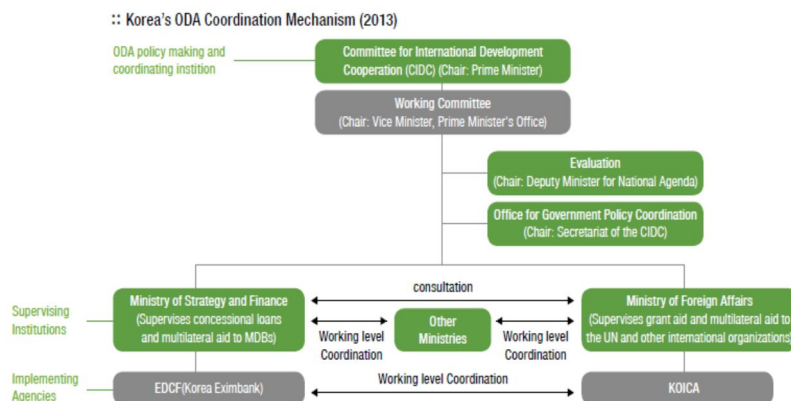 :: Korea's ODA Coordination Mechanism (2013)
ODA policy making and
coordinating instition
Committee for International Development
Cooperation (CIDC) (Chair: Prime Minister)
Working Committee
(Chair: Vice Minister, Prime Minister's Office)
Evaluation
(Chair: Deputy Minister for National Agenda)
Office for Government Policy Coordination
(Chair: Secretariat of the CIDC)
Supervising
Institutions
Ministry of Strategy and Finance
(Supervises concessional loans
and multilateral aid to MDBs)
consultation
Working level
Coordination
Other
Ministries
Working level
Coordination
Ministry of Foreign Affairs
(Supervises grant aid and multilateral aid to
the UN and other international organizations)
Implementing
Agencies
EDCF(Korea Eximbank)
Working level Coordination
KOICA